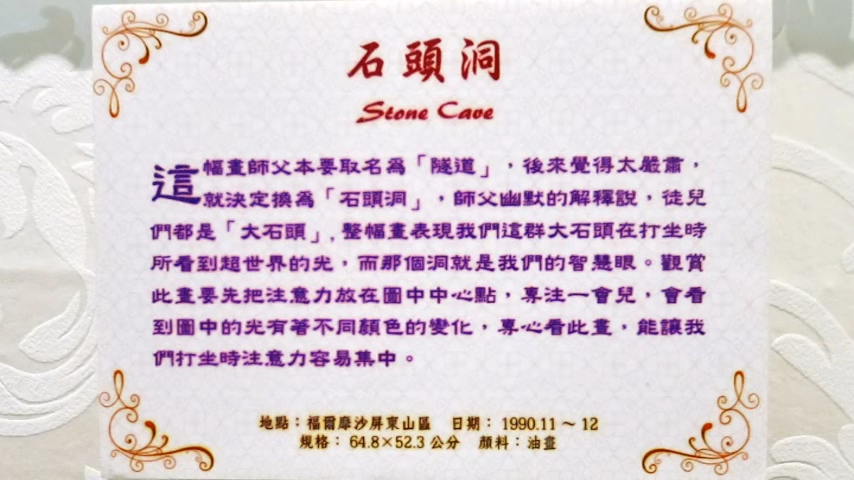 石頭洞
Stone Cave
這幅畫師父本要取名為「隧道」，後來覺得太嚴肅，
就決定換為「石頭洞」，師父幽默的解釋說，徒兒
們都是「大石頭」, 整幅畫表現我們這群大石頭在打坐時
所看到超世界的光，而那個洞就是我們的智慧眼。觀賞
此畫要先把注意力放在圖中中心點，專注一會兒，會看
到圖中的光有著不同顏色的變化，專心看此畫，能讓我
們打坐時注意力容易集中。
地點：福爾摩沙屏東山區 日期： 1990.11 ～ 12
規格： 64.8×52.3 公分 顏料：油畫